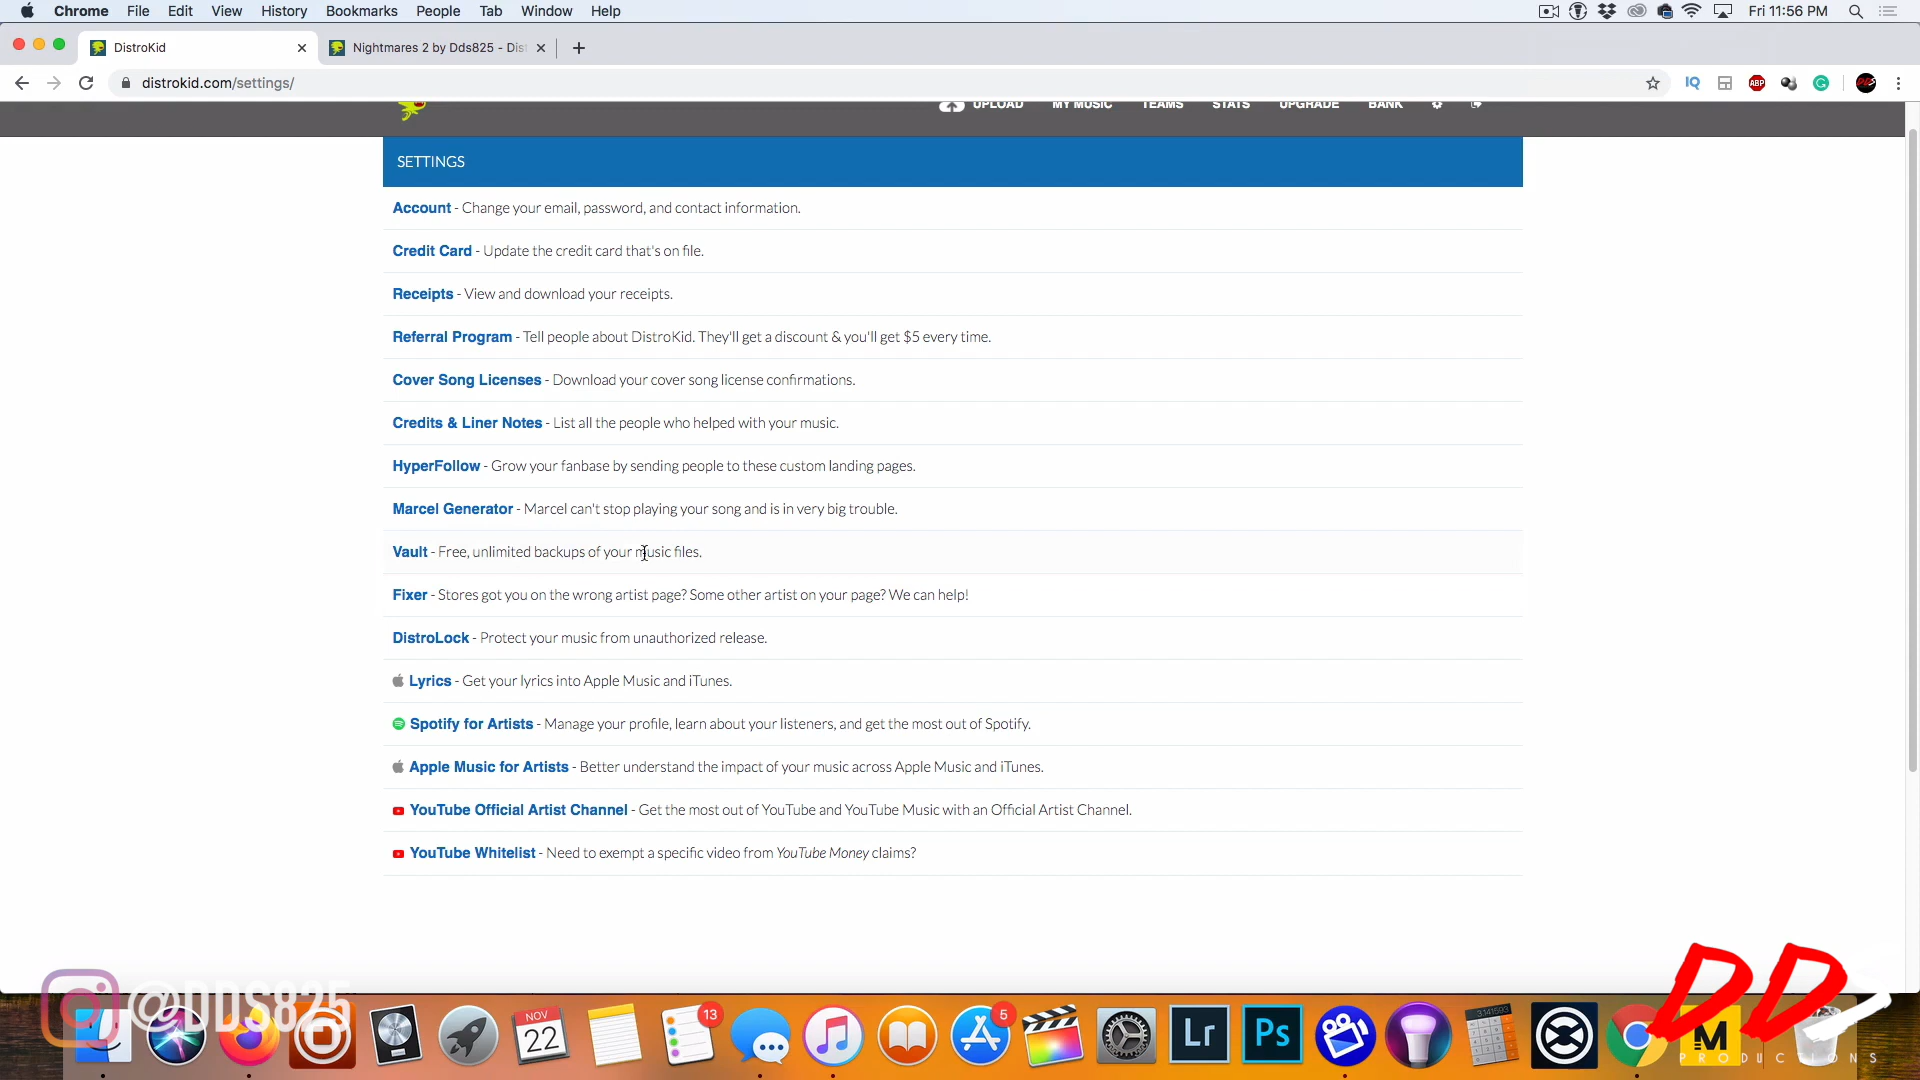 Chrome File Edit View History Bookmarks People Tab Window Help
Fri 11:56 PM
DistroKid
Nightmares 2 by Dds825 - Dis
distrokid.com/settings/
IQ
ABP
UPLOAD MY MUSIC TEAMS STATS UPGRADE BANK
SETTINGS
Account - Change your email, password, and contact information.
Credit Card - Update the credit card that's on file.
Receipts - View and download your receipts.
Referral Program - Tell people about DistroKid. They'll get a discount & you'll get $5 every time.
Cover Song Licenses - Download your cover song license confirmations.
Credits & Liner Notes - List all the people who helped with your music.
HyperFollow - Grow your fanbase by sending people to these custom landing pages.
Marcel Generator - Marcel can't stop playing your song and is in very big trouble.
Vault - Free, unlimited backups of your music files.
Fixer - Stores got you on the wrong artist page? Some other artist on your page? We can help!
DistroLock - Protect your music from unauthorized release.
Lyrics - Get your lyrics into Apple Music and iTunes.
Spotify for Artists - Manage your profile, learn about your listeners, and get the most out of Spotify.
Apple Music for Artists - Better understand the impact of your music across Apple Music and iTunes.
YouTube Official Artist Channel - Get the most out of YouTube and YouTube Music with an Official Artist Channel.
YouTube Whitelist - Need to exempt a specific video from YouTube Money claims?
@DDS825
NOV
22
13
5
Lr
Ps
3.141593
M
DDS
PRODUCTIONS